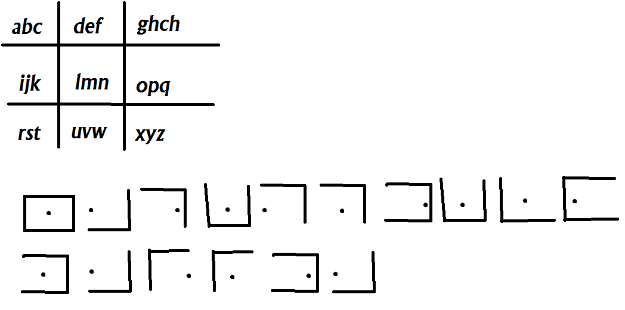 abc def ghch
ijk lmn opq
rst uvw xyz